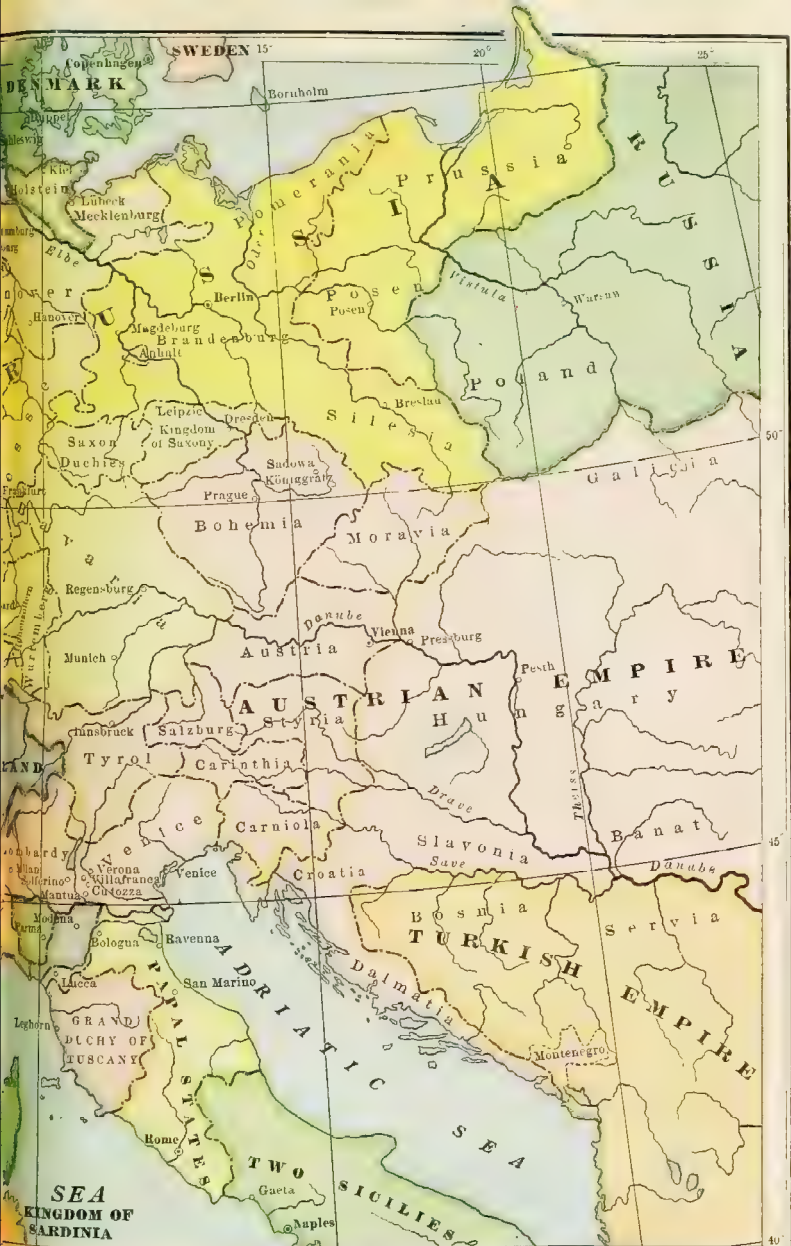 SWEDEN
15°
20°
25°
Copenhagen
DENMARK
Bornholm
Kiel
Holstein
Lübeck
Mecklenburg
Elbe
Pomerania
Oder
Prussia
PRUSSIA
RUSSIA
Hanover
Berlin
Magdeburg
Brandenburg
Anhalt
Posen
Posen
Vistula
Warsaw
Poland
Leipzic
Dresden
Kingdom
of Saxony
Saxon
Duchies
Breslau
Silesia
50°
Frankfurt
Sadowa
Königgrätz
Prague
Bohemia
Moravia
Galicia
Regensburg
Munich
Danube
Vienna
Pressburg
Austria
Pesth
AUSTRIAN EMPIRE
Hungary
Styria
Innsbruck
Salzburg
Tyrol
Carinthia
Drave
Theiss
Banat
45°
Venice
Carniola
Slavonia
Save
Danube
Croatia
Verona
Villafranca
Custozza
Solferino
Mantua
Milan
Venice
Modena
Parma
Bologna
Ravenna
Bosnia
Servia
TURKISH EMPIRE
Dalmatia
Montenegro
ADRIATIC SEA
San Marino
Lucca
Leghorn
GRAND
DUCHY OF
TUSCANY
PAPAL STATES
Rome
TWO SICILIES
Gaeta
Naples
SEA
KINGDOM OF
SARDINIA
40°